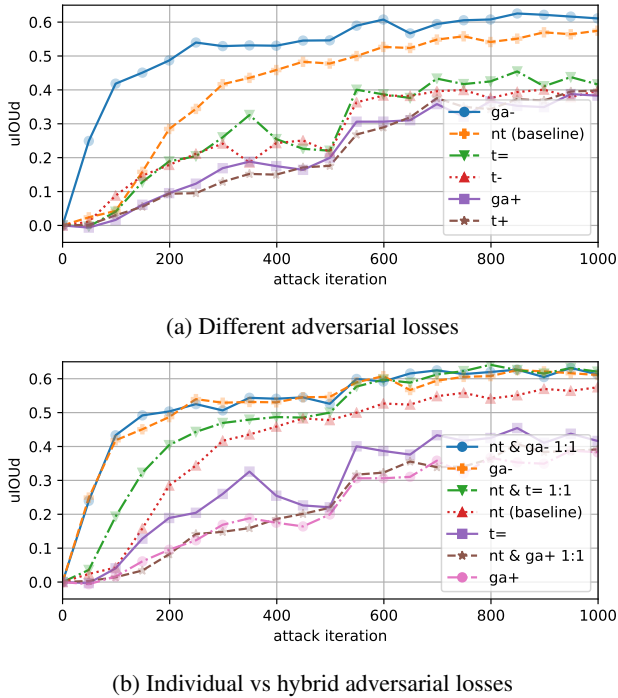 0.6
0.5
0.4
0.3
0.2
0.1
0.0
uIOUd
ga-
nt (baseline)
t=
t-
ga+
t+
0 200 400 600 800 1000
attack iteration
(a) Different adversarial losses
0.6
0.5
0.4
0.3
0.2
0.1
0.0
uIOUd
nt & ga- 1:1
ga-
nt & t= 1:1
nt (baseline)
t=
nt & ga+ 1:1
ga+
0 200 400 600 800 1000
attack iteration
(b) Individual vs hybrid adversarial losses